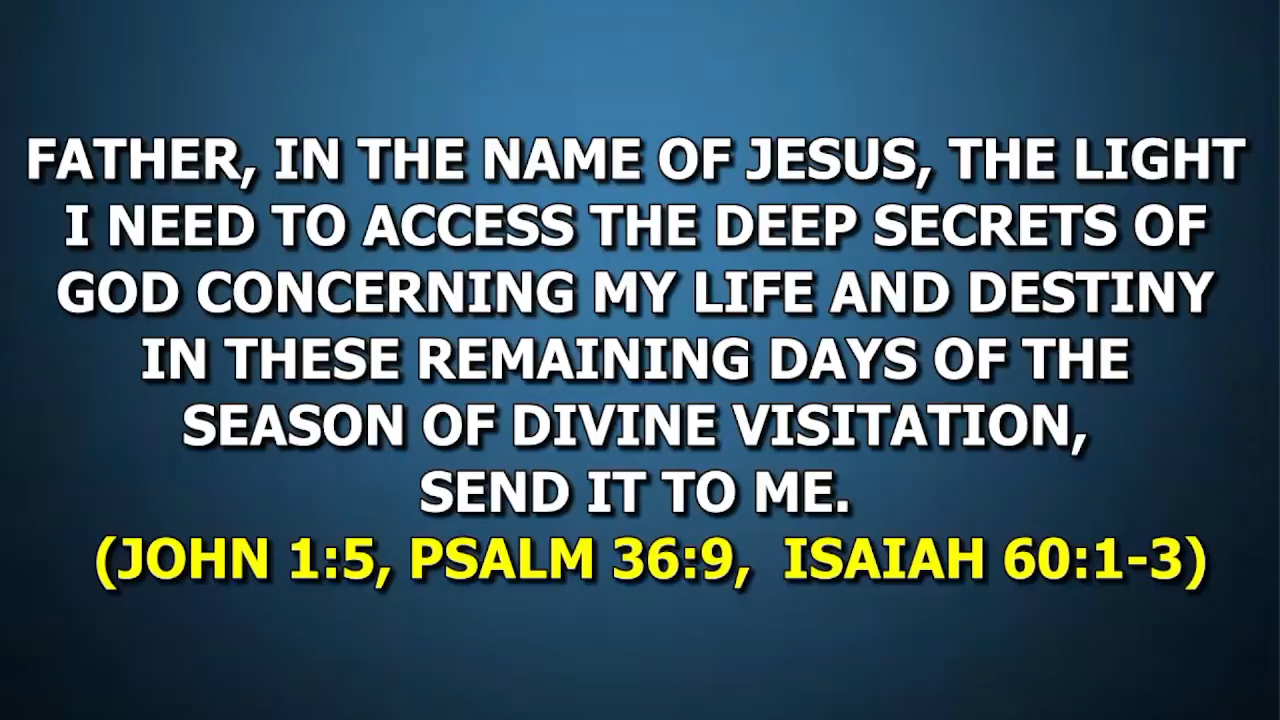 FATHER, IN THE NAME OF JESUS, THE LIGHT
I NEED TO ACCESS THE DEEP SECRETS OF
GOD CONCERNING MY LIFE AND DESTINY
IN THESE REMAINING DAYS OF THE
SEASON OF DIVINE VISITATION,
SEND IT TO ME.
(JOHN 1:5, PSALM 36:9, ISAIAH 60:1-3)